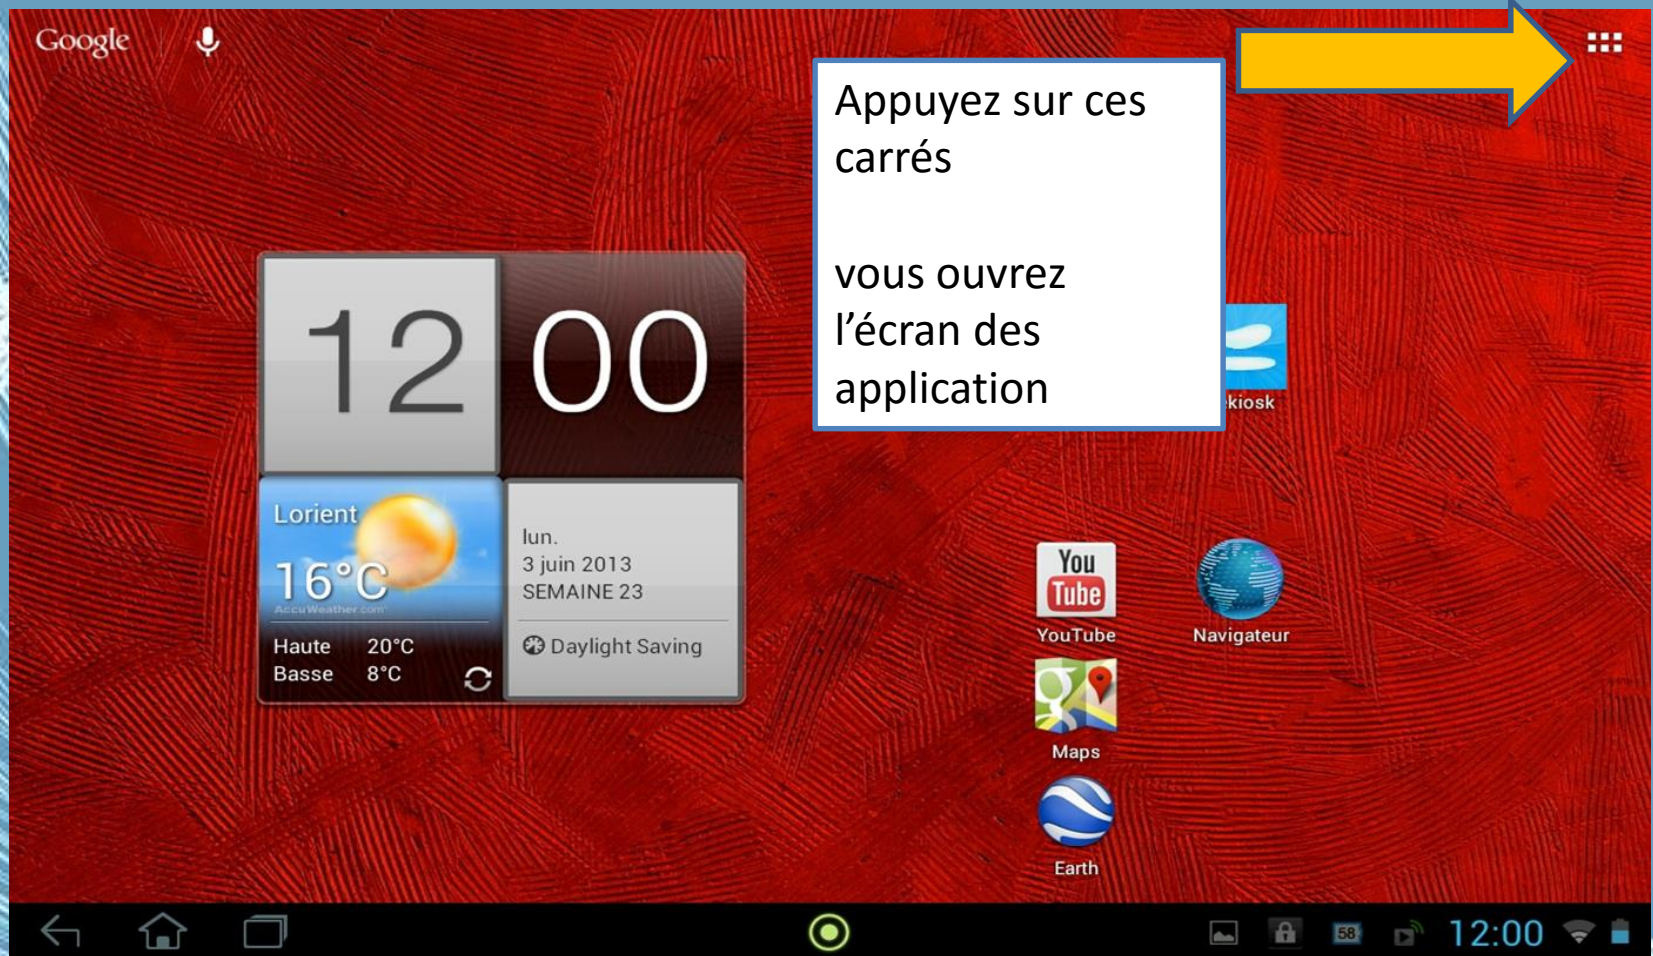 Google
Appuyez sur ces
carrés
vous ouvrez
l’écran des
application
12 00
kiosk
Lorient
16°C
AccuWeather.com
Haute 20°C
Basse 8°C
lun.
3 juin 2013
SEMAINE 23
Daylight Saving
You
Tube
YouTube
Navigateur
g
Maps
Earth
58
12:00